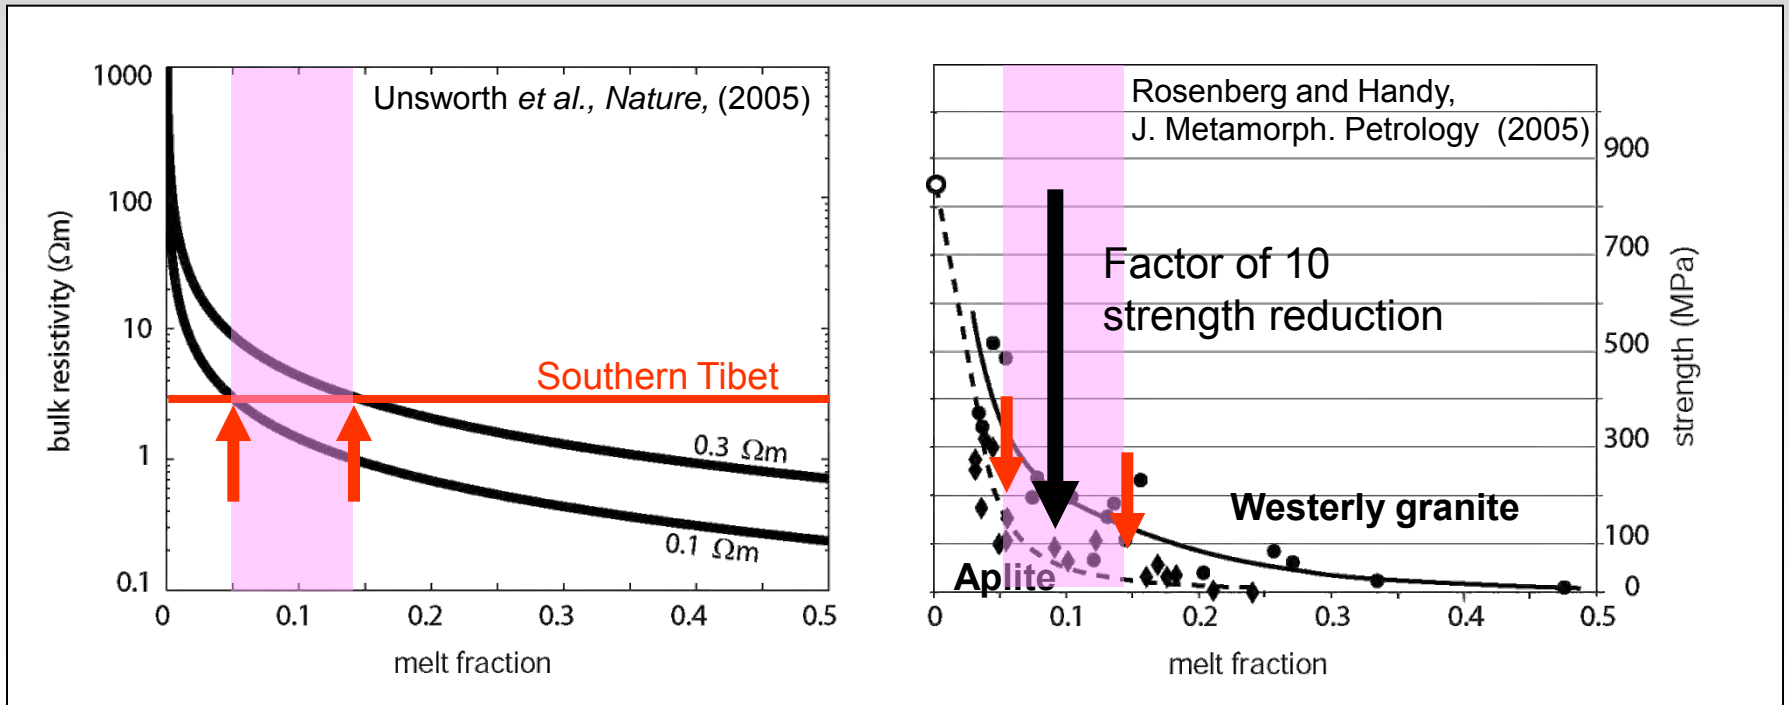 1000
100
10
1
0.1
bulk resistivity (Ωm)
Unsworth et al., Nature, (2005)
Southern Tibet
0.3 Ωm
0.1 Ωm
0 0.1 0.2 0.3 0.4 0.5
melt fraction
Rosenberg and Handy,
J. Metamorph. Petrology (2005)
Factor of 10
strength reduction
Westerly granite
Aplite
900
700
500
300
100
0
strength (MPa)
0 0.1 0.2 0.3 0.4 0.5
melt fraction